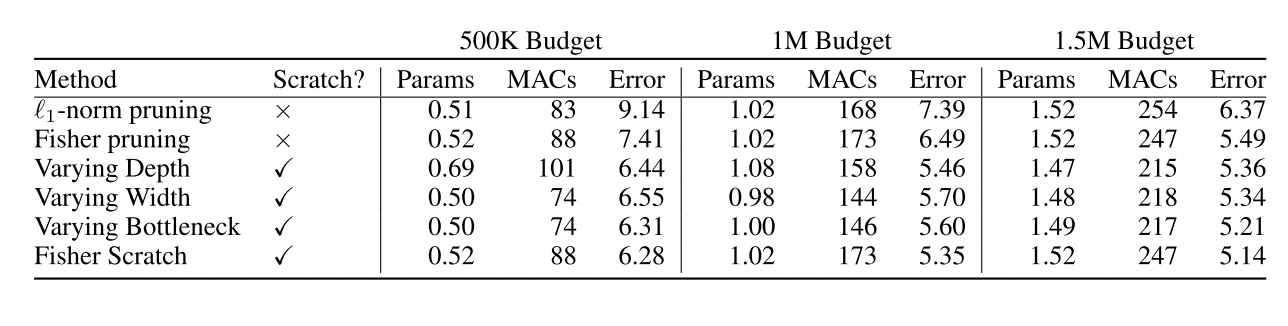 500K Budget 1M Budget 1.5M Budget
Method Scratch? Params MACs Error Params MACs Error Params MACs Error
ℓ₁-norm pruning × 0.51 83 9.14 1.02 168 7.39 1.52 254 6.37
Fisher pruning × 0.52 88 7.41 1.02 173 6.49 1.52 247 5.49
Varying Depth ✓ 0.69 101 6.44 1.08 158 5.46 1.47 215 5.36
Varying Width ✓ 0.50 74 6.55 0.98 144 5.70 1.48 218 5.34
Varying Bottleneck ✓ 0.50 74 6.31 1.00 146 5.60 1.49 217 5.21
Fisher Scratch ✓ 0.52 88 6.28 1.02 173 5.35 1.52 247 5.14